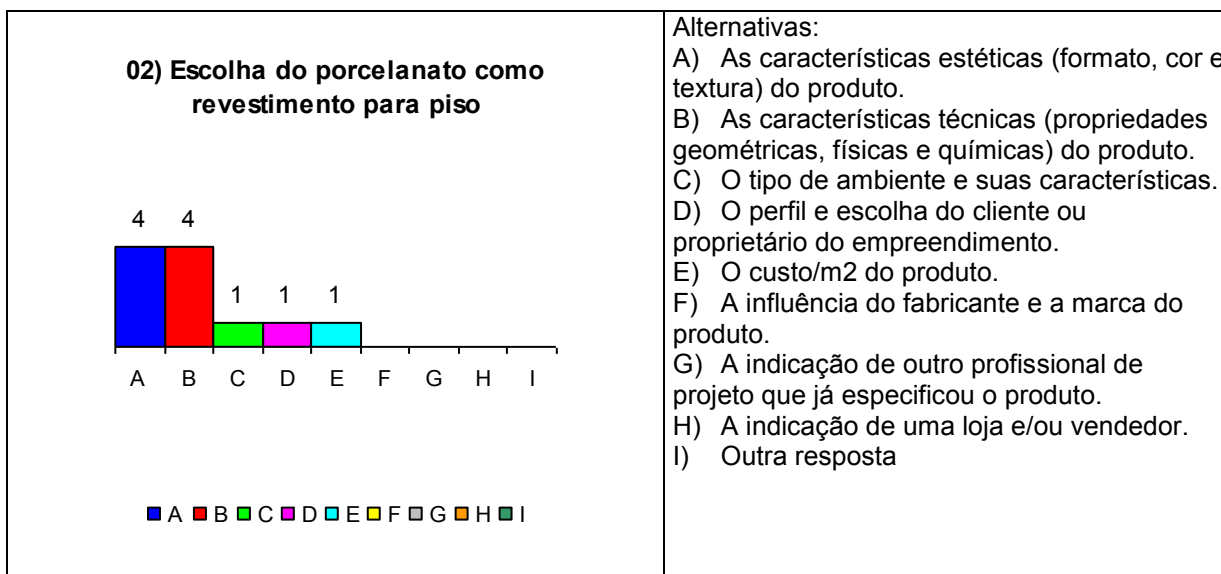 02) Escolha do porcelanato como
revestimento para piso
4 4
1 1 1
A B C D E F G H I
A B C D E F G H I
Alternativas:
A) As características estéticas (formato, cor e
textura) do produto.
B) As características técnicas (propriedades
geométricas, físicas e químicas) do produto.
C) O tipo de ambiente e suas características.
D) O perfil e escolha do cliente ou
proprietário do empreendimento.
E) O custo/m2 do produto.
F) A influência do fabricante e a marca do
produto.
G) A indicação de outro profissional de
projeto que já especificou o produto.
H) A indicação de uma loja e/ou vendedor.
I) Outra resposta